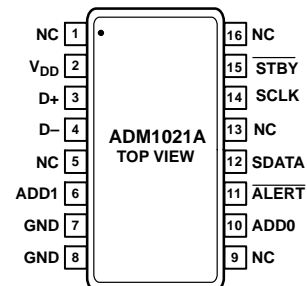 NC 1 16 NC
VDD 2 15 STBY
D+ 3 14 SCLK
D– 4 13 NC
ADM1021A
TOP VIEW
NC 5 12 SDATA
ADD1 6 11 ALERT
GND 7 10 ADD0
GND 8 9 NC